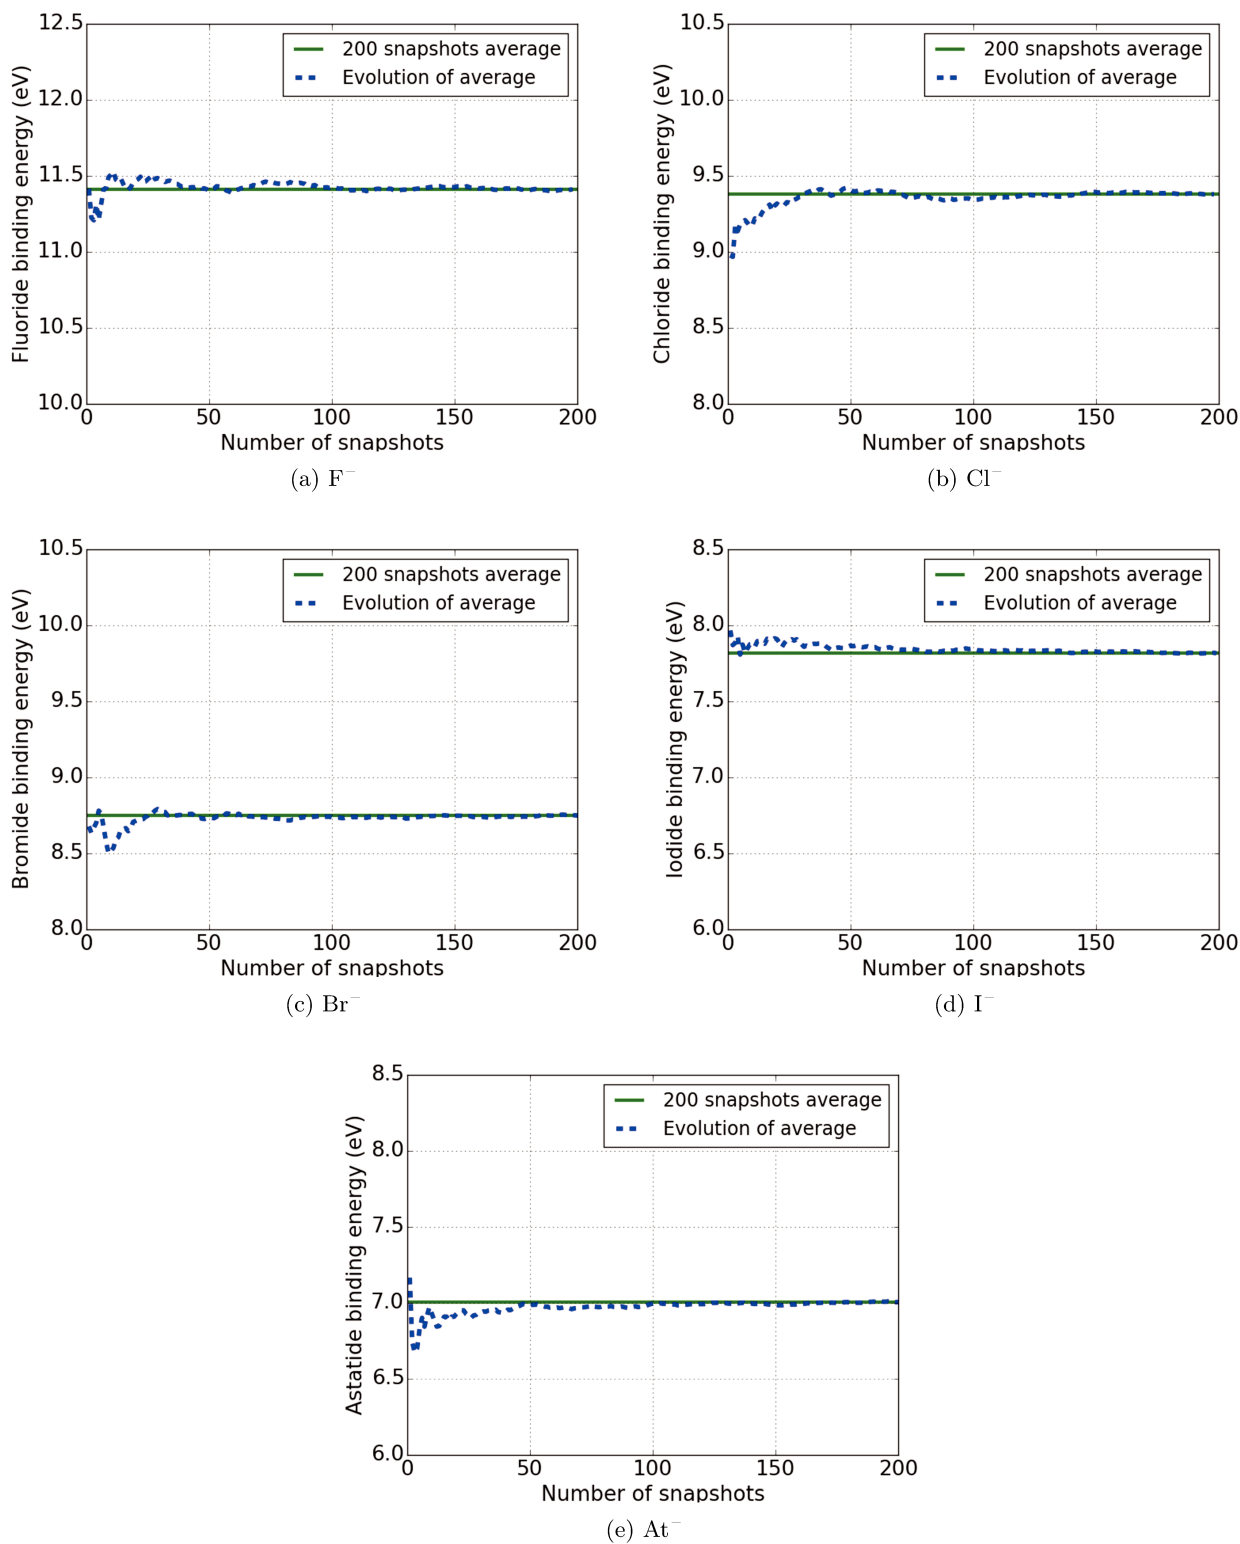 12.5
12.0
11.5
11.0
10.5
10.0
Fluoride binding energy (eV)
200 snapshots average
Evolution of average
0 50 100 150 200
Number of snapshots
(a) F⁻
10.5
10.0
9.5
9.0
8.5
8.0
Chloride binding energy (eV)
200 snapshots average
Evolution of average
0 50 100 150 200
Number of snapshots
(b) Cl⁻
10.5
10.0
9.5
9.0
8.5
8.0
Bromide binding energy (eV)
200 snapshots average
Evolution of average
0 50 100 150 200
Number of snapshots
(c) Br⁻
8.5
8.0
7.5
7.0
6.5
6.0
Iodide binding energy (eV)
200 snapshots average
Evolution of average
0 50 100 150 200
Number of snapshots
(d) I⁻
8.5
8.0
7.5
7.0
6.5
6.0
Astatide binding energy (eV)
200 snapshots average
Evolution of average
0 50 100 150 200
Number of snapshots
(e) At⁻